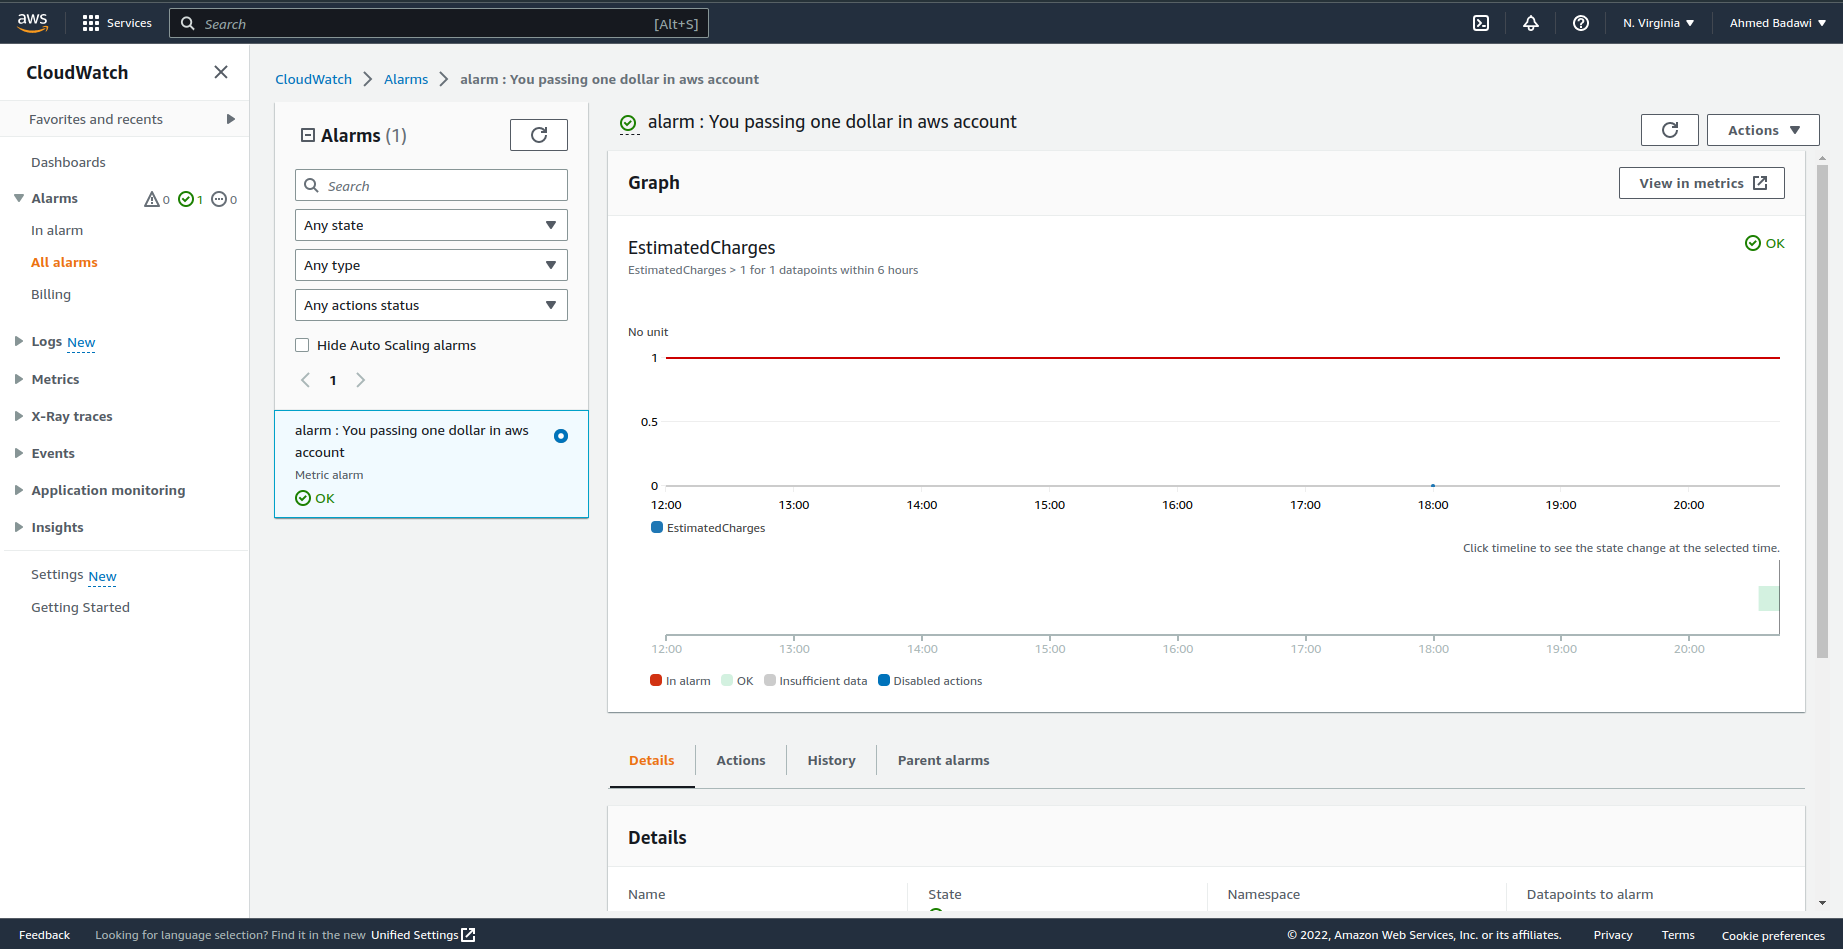 aws
Services
Search
[Alt+S]
N. Virginia
Ahmed Badawi
CloudWatch
Favorites and recents
Dashboards
Alarms 0 1 0
In alarm
All alarms
Billing
Logs New
Metrics
X-Ray traces
Events
Application monitoring
Insights
Settings New
Getting Started
CloudWatch
Alarms
alarm : You passing one dollar in aws account
Alarms (1)
Search
Any state
Any type
Any actions status
Hide Auto Scaling alarms
1
alarm : You passing one dollar in aws
account
Metric alarm
OK
alarm : You passing one dollar in aws account
Actions
Graph
View in metrics
EstimatedCharges
OK
EstimatedCharges > 1 for 1 datapoints within 6 hours
No unit
1
0.5
0
12:00 13:00 14:00 15:00 16:00 17:00 18:00 19:00 20:00
EstimatedCharges
Click timeline to see the state change at the selected time.
12:00 13:00 14:00 15:00 16:00 17:00 18:00 19:00 20:00
In alarm OK Insufficient data Disabled actions
Details
Actions
History
Parent alarms
Details
Name
State
Namespace
Datapoints to alarm
Feedback
Looking for language selection? Find it in the new Unified Settings
© 2022, Amazon Web Services, Inc. or its affiliates.
Privacy
Terms
Cookie preferences